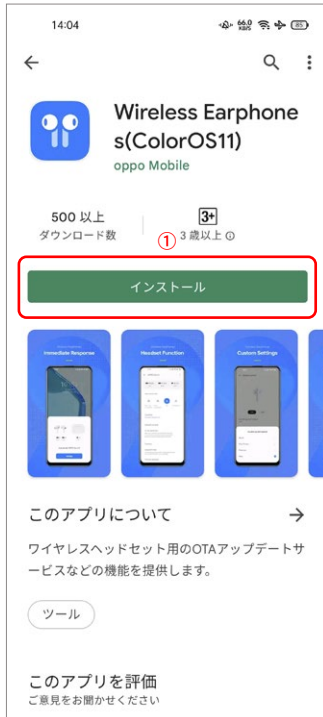 14:04
66.0
KB/S
85
Wireless Earphone
s(ColorOS11)
oppo Mobile
500 以上
ダウンロード数
3+
3 歳以上
①
インストール
Immediate Response
Headset Function
Custom Settings
このアプリについて
ワイヤレスヘッドセット用のOTAアップデートサ
ービスなどの機能を提供します。
ツール
このアプリを評価
ご意見をお聞かせください